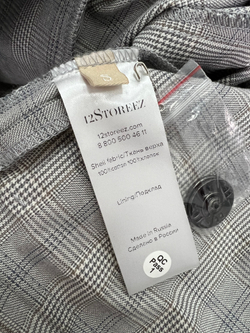 S
12STOREEZ
12storeez.com
8 800 500 46 11
Shell fabric/Ткань верха
100%cotton 100%хлопок
Lining/Подклад
Made in Russia
Сделано в России
QC
Pass